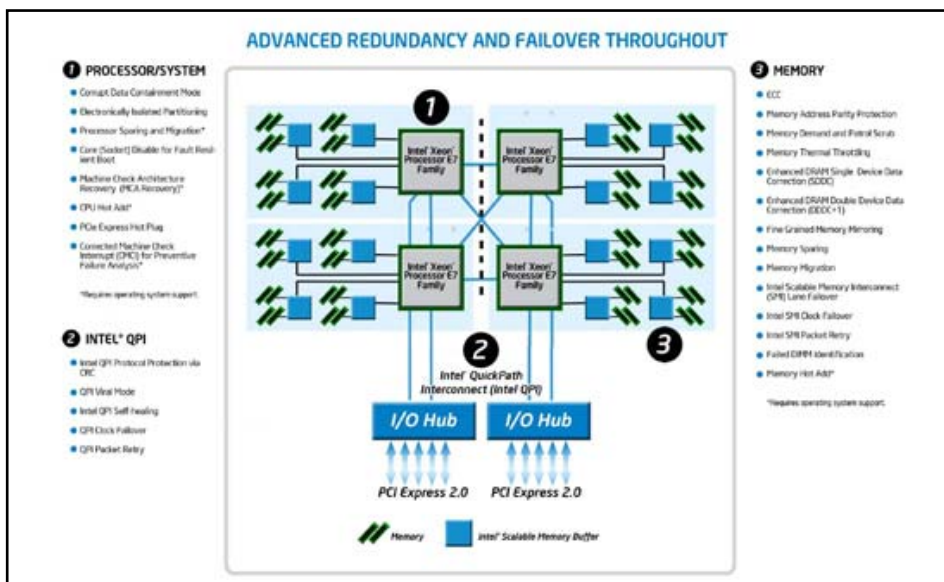 ADVANCED REDUNDANCY AND FAILOVER THROUGHOUT
1 PROCESSOR/SYSTEM
Corrupt Data Containment Mode
Electronically Isolated Partitioning
Processor Sparing and Migration*
Core (Socket) Disable for Fault Resil-
ient Boot
Machine Check Architecture
Recovery (MCA Recovery)*
CPU Hot Add*
PCIe Express Hot Plug
Corrected Machine Check
Interrupt (CMCI) for Preventive
Failure Analysis*
*Requires operating system support.
2 INTEL® QPI
Intel QPI Protocol Protection via
CRC
QPI Viral Mode
Intel QPI Self-healing
QPI Clock Failover
QPI Packet Retry
1
Intel® Xeon®
Processor E7
Family
Intel® Xeon®
Processor E7
Family
Intel® Xeon®
Processor E7
Family
Intel® Xeon®
Processor E7
Family
2
3
Intel® QuickPath
Interconnect (Intel QPI)
I/O Hub
I/O Hub
PCI Express 2.0
PCI Express 2.0
Memory
Intel® Scalable Memory Buffer
3 MEMORY
ECC
Memory Address Parity Protection
Memory Demand and Patrol Scrub
Memory Thermal Throttling
Enhanced DRAM Single Device Data
Correction (SDDC)
Enhanced DRAM Double Device Data
Correction (DDDC+1)
Fine Grained Memory Mirroring
Memory Sparing
Memory Migration
Intel Scalable Memory Interconnect
(SMI) Lane Failover
Intel SMI Clock Failover
Intel SMI Packet Retry
Failed DIMM Identification
Memory Hot Add*
*Requires operating system support.